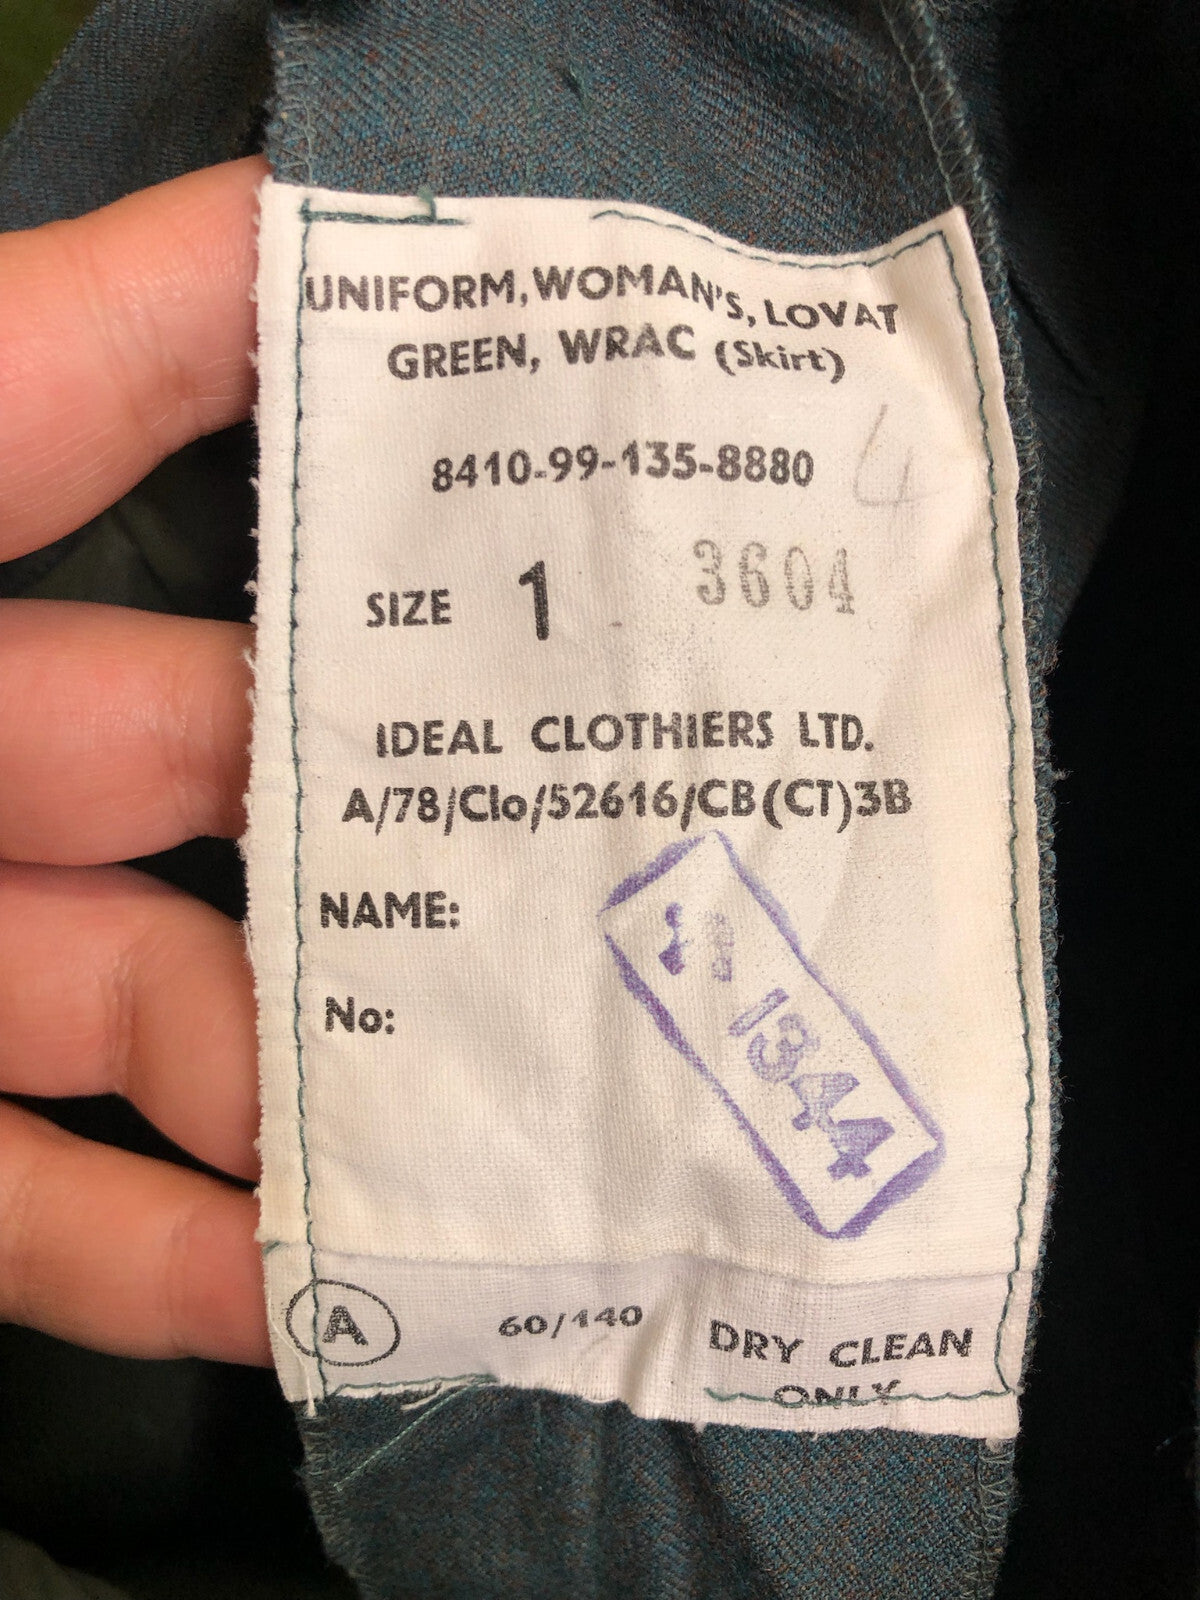 UNIFORM, WOMAN'S, LOVAT
GREEN, WRAC (Skirt)
8410-99-135-8880 4
SIZE 1 3604
IDEAL CLOTHIERS LTD.
A/78/Clo/52616/CB(CT)3B
NAME:
No:
1344
A 60/140 DRY CLEAN
ONLY